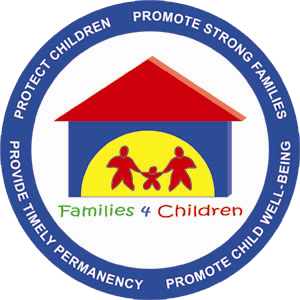 PROTECT CHILDREN
PROMOTE STRONG FAMILIES
PROMOTE CHILD WELL-BEING
PROVIDE TIMELY PERMANENCY
Families 4 Children